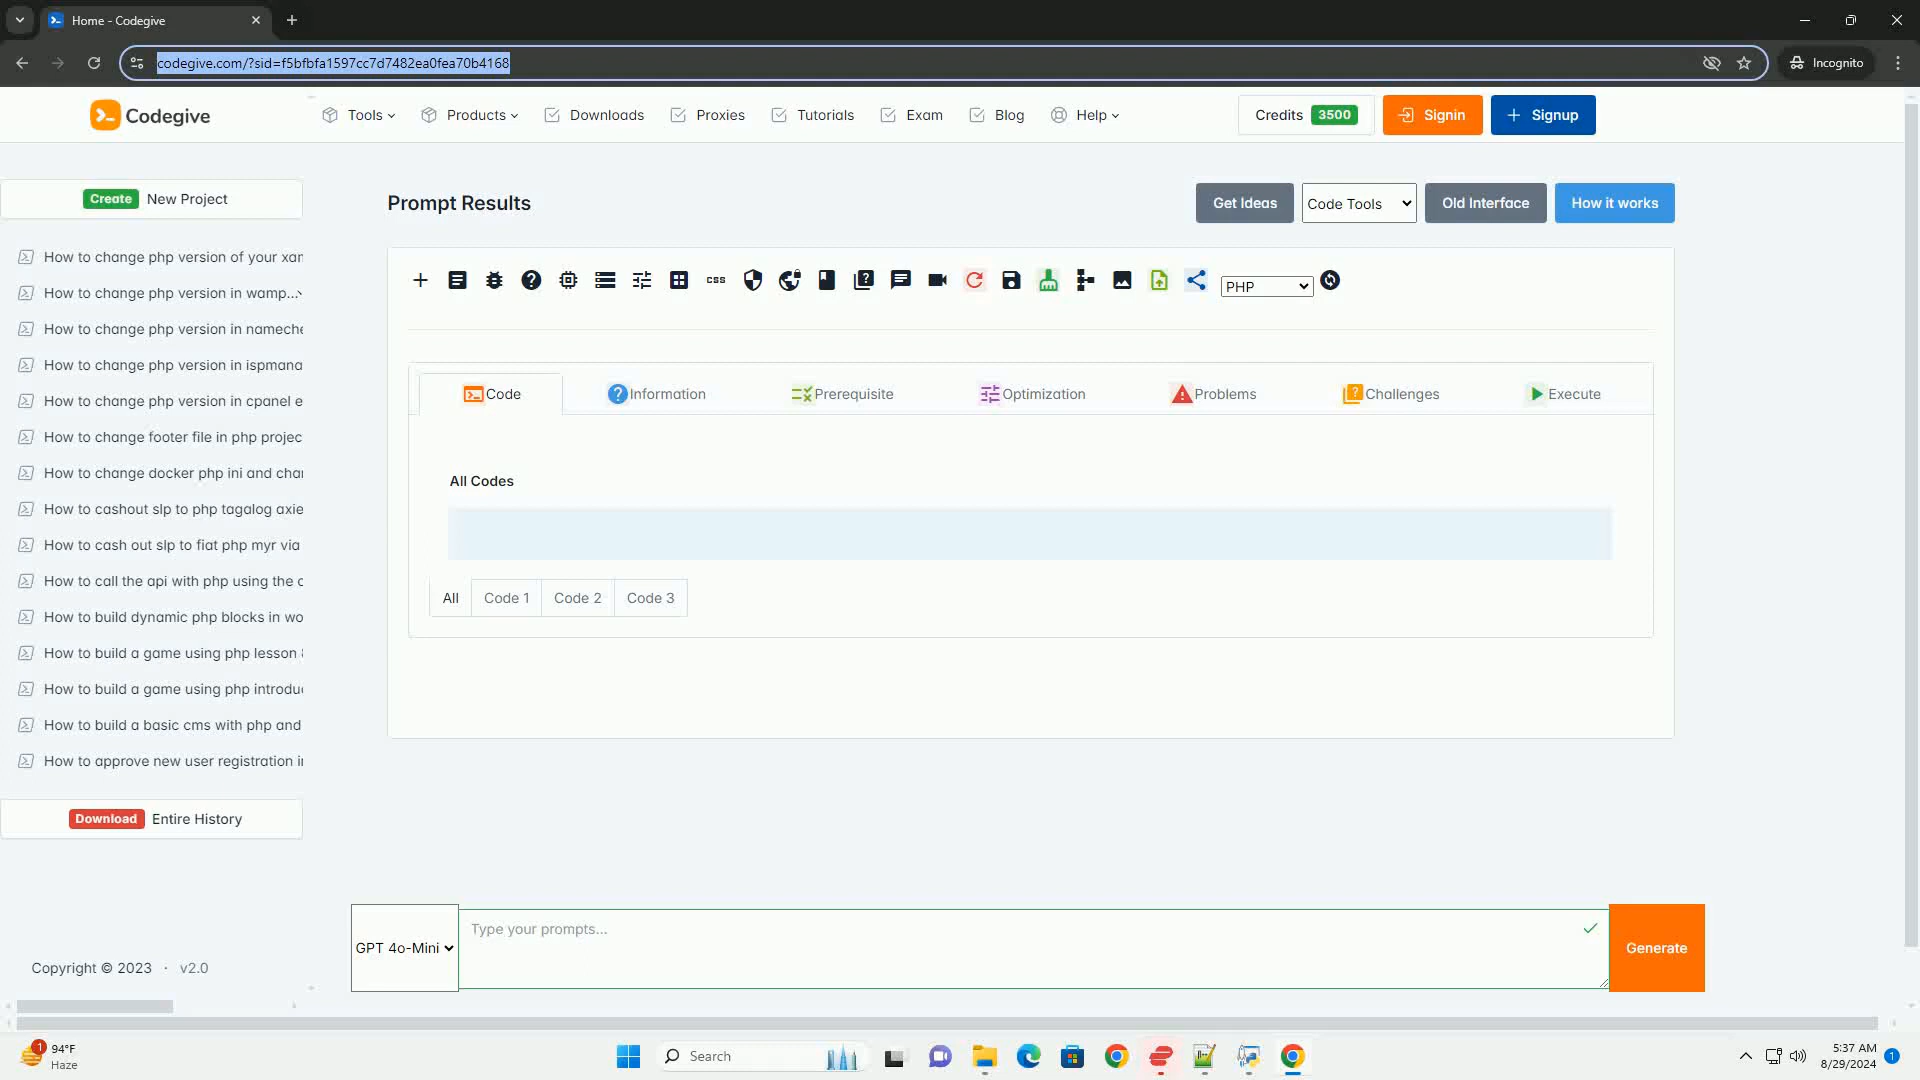 Home - Codegive
codegive.com/?sid=f5bfbfa1597cc7d7482ea0fea70b4168
Incognito
Codegive
Tools
Products
Downloads
Proxies
Tutorials
Exam
Blog
Help
Credits 3500
Signin
Signup
Create New Project
How to change php version of your xam
How to change php version in wamp...
How to change php version in nameche
How to change php version in ispmana
How to change php version in cpanel e
How to change footer file in php projec
How to change docker php ini and chan
How to cashout slp to php tagalog axie
How to cash out slp to fiat php myr via
How to call the api with php using the c
How to build dynamic php blocks in wo
How to build a game using php lesson
How to build a game using php introdu
How to build a basic cms with php and
How to approve new user registration i
Download Entire History
Copyright © 2023 · v2.0
Prompt Results
Get Ideas
Code Tools
Old Interface
How it works
css
PHP
Code
Information
Prerequisite
Optimization
Problems
Challenges
Execute
All Codes
All
Code 1
Code 2
Code 3
GPT 4o-Mini
Type your prompts...
Generate
1
94°F
Haze
Search
5:37 AM
8/29/2024
1